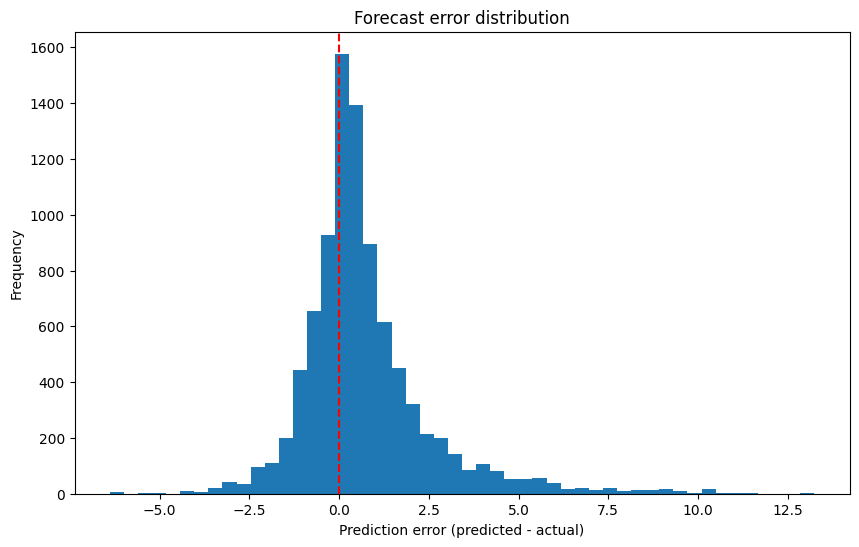 Forecast error distribution
Frequency
1600
1400
1200
1000
800
600
400
200
0
−5.0 −2.5 0.0 2.5 5.0 7.5 10.0 12.5
Prediction error (predicted - actual)